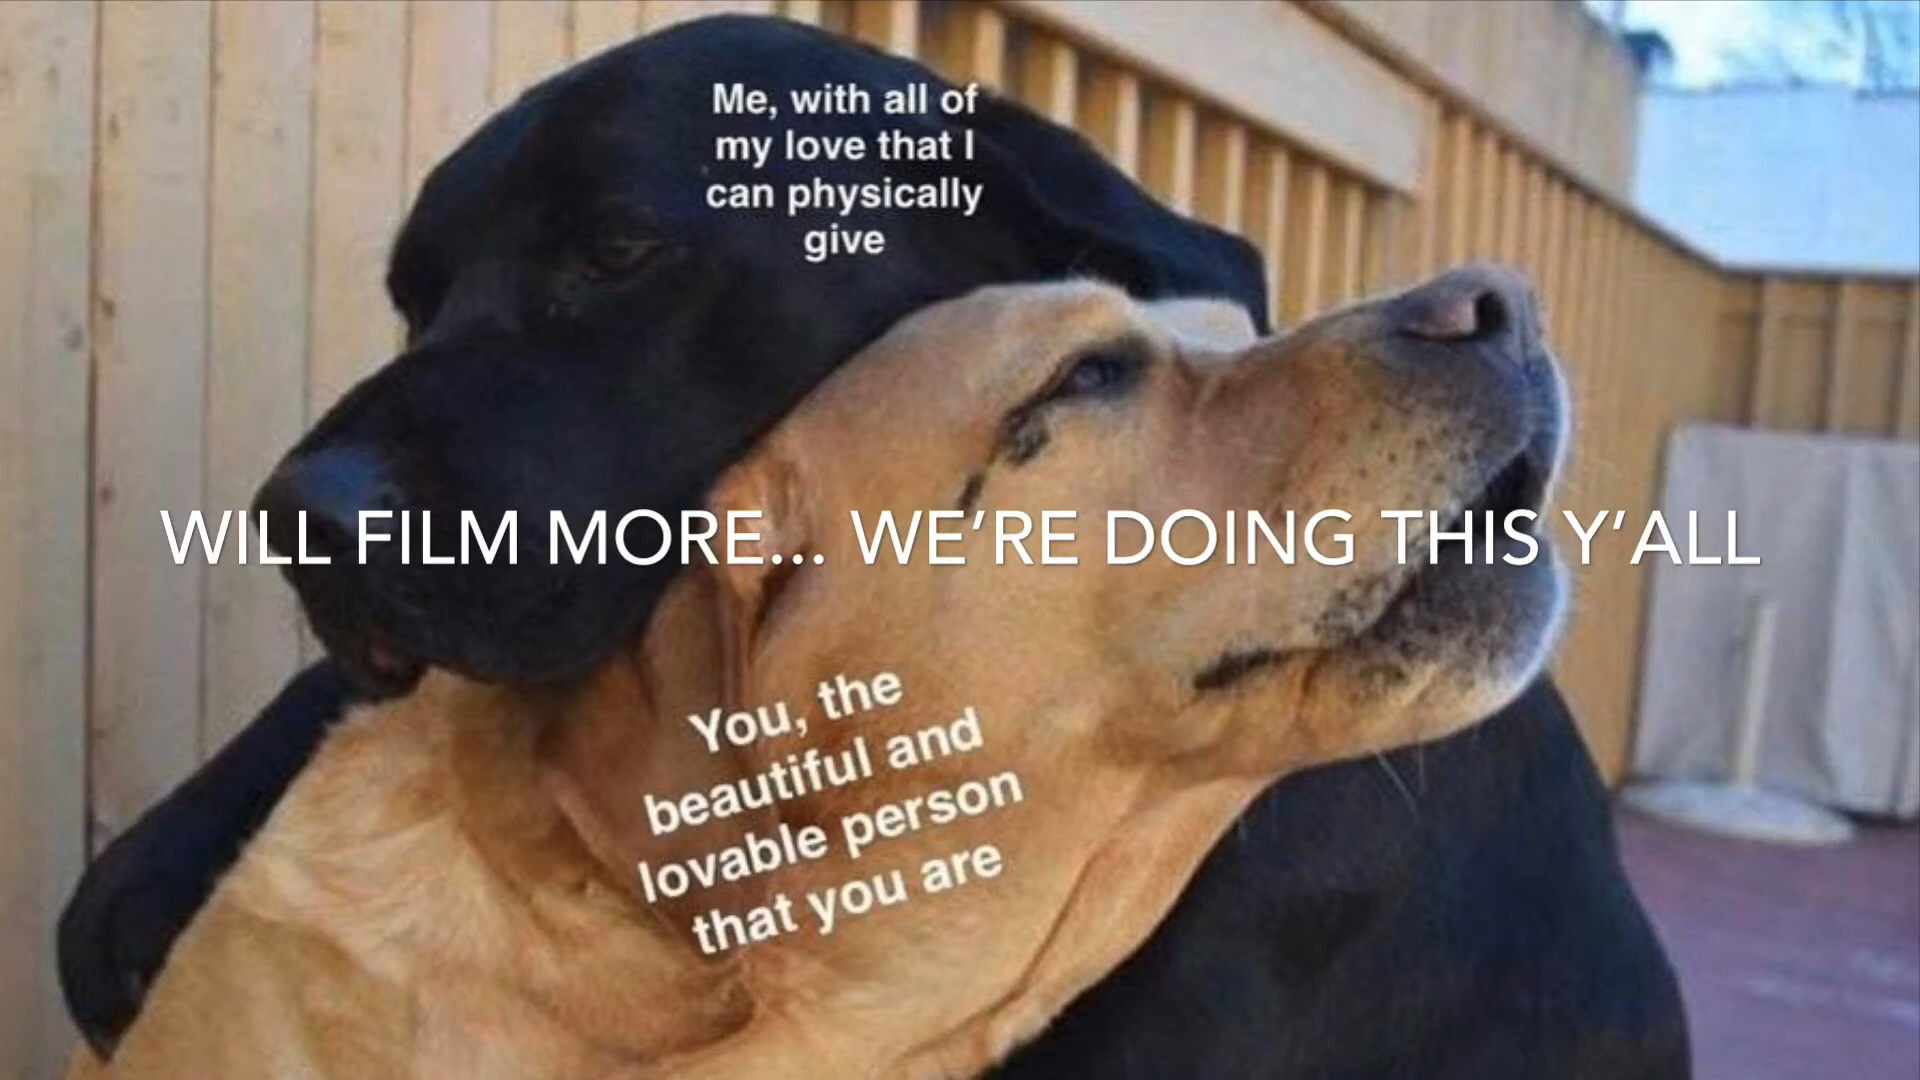 Me, with all of
my love that I
can physically
give
WILL FILM MORE... WE’RE DOING THIS Y’ALL
You, the
beautiful and
lovable person
that you are